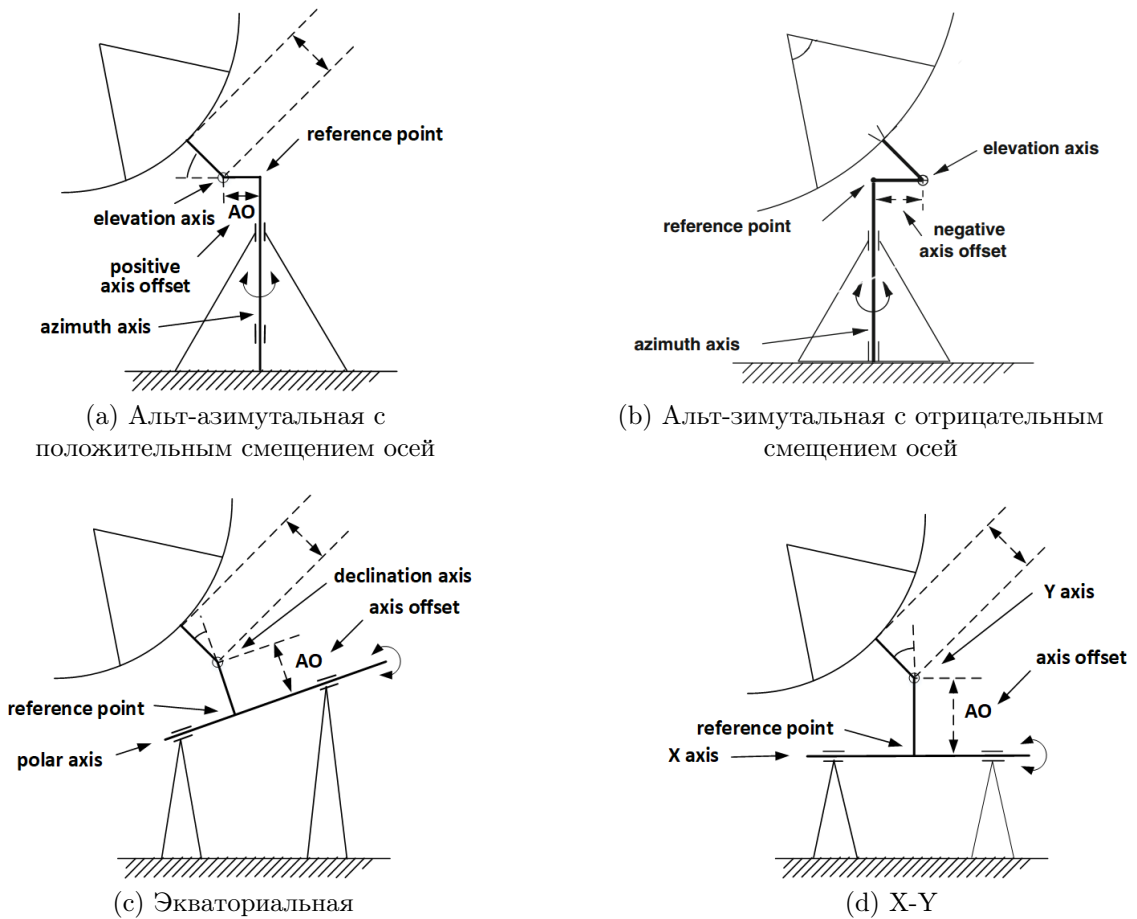 reference point
elevation axis
AO
positive
axis offset
azimuth axis
(a) Альт-азимутальная с
положительным смещением осей
elevation axis
reference point
negative
axis offset
azimuth axis
(b) Альт-зимутальная с отрицательным
смещением осей
declination axis
axis offset
AO
reference point
polar axis
(c) Экваториальная
Y axis
axis offset
AO
reference point
X axis
(d) X-Y